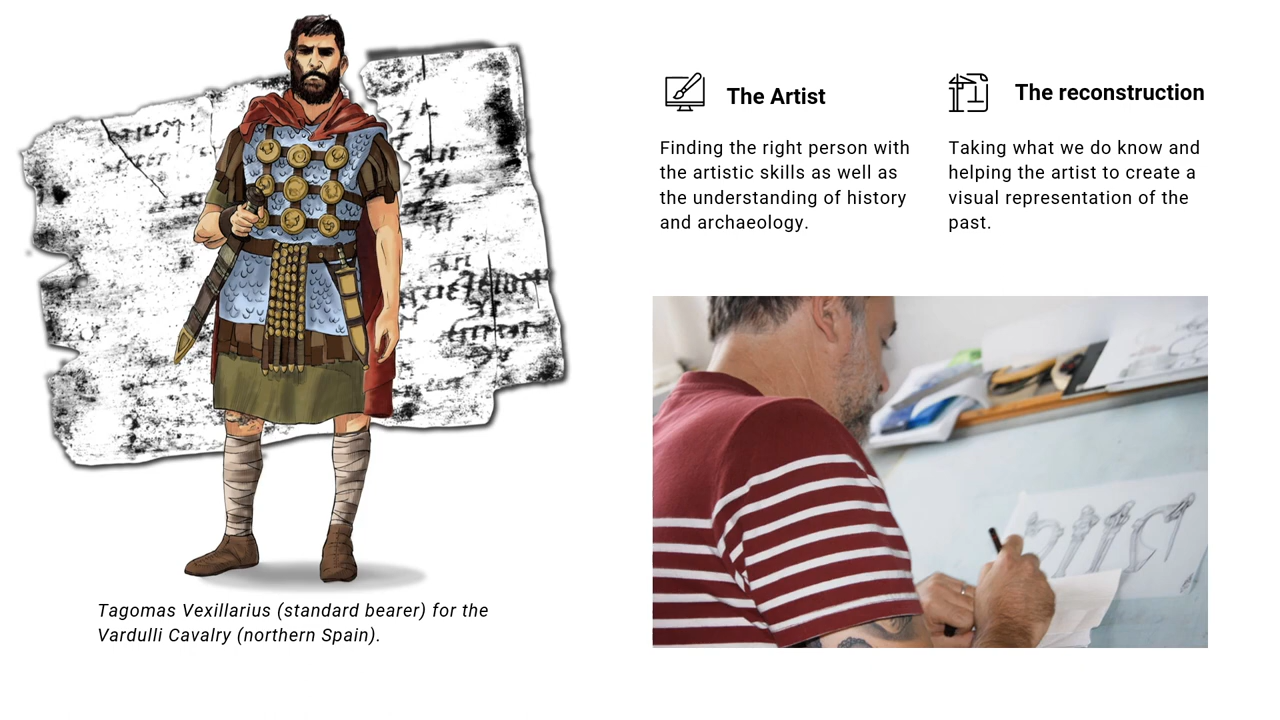 The Artist
Finding the right person with
the artistic skills as well as
the understanding of history
and archaeology.
The reconstruction
Taking what we do know and
helping the artist to create a
visual representation of the
past.
Tagomas Vexillarius (standard bearer) for the
Vardulli Cavalry (northern Spain).